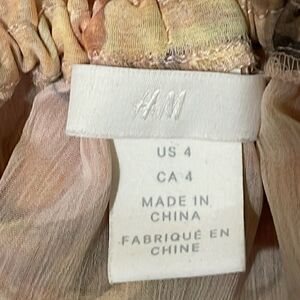 H&M
US 4
CA 4
MADE IN
CHINA
FABRIQUÉ EN
CHINE